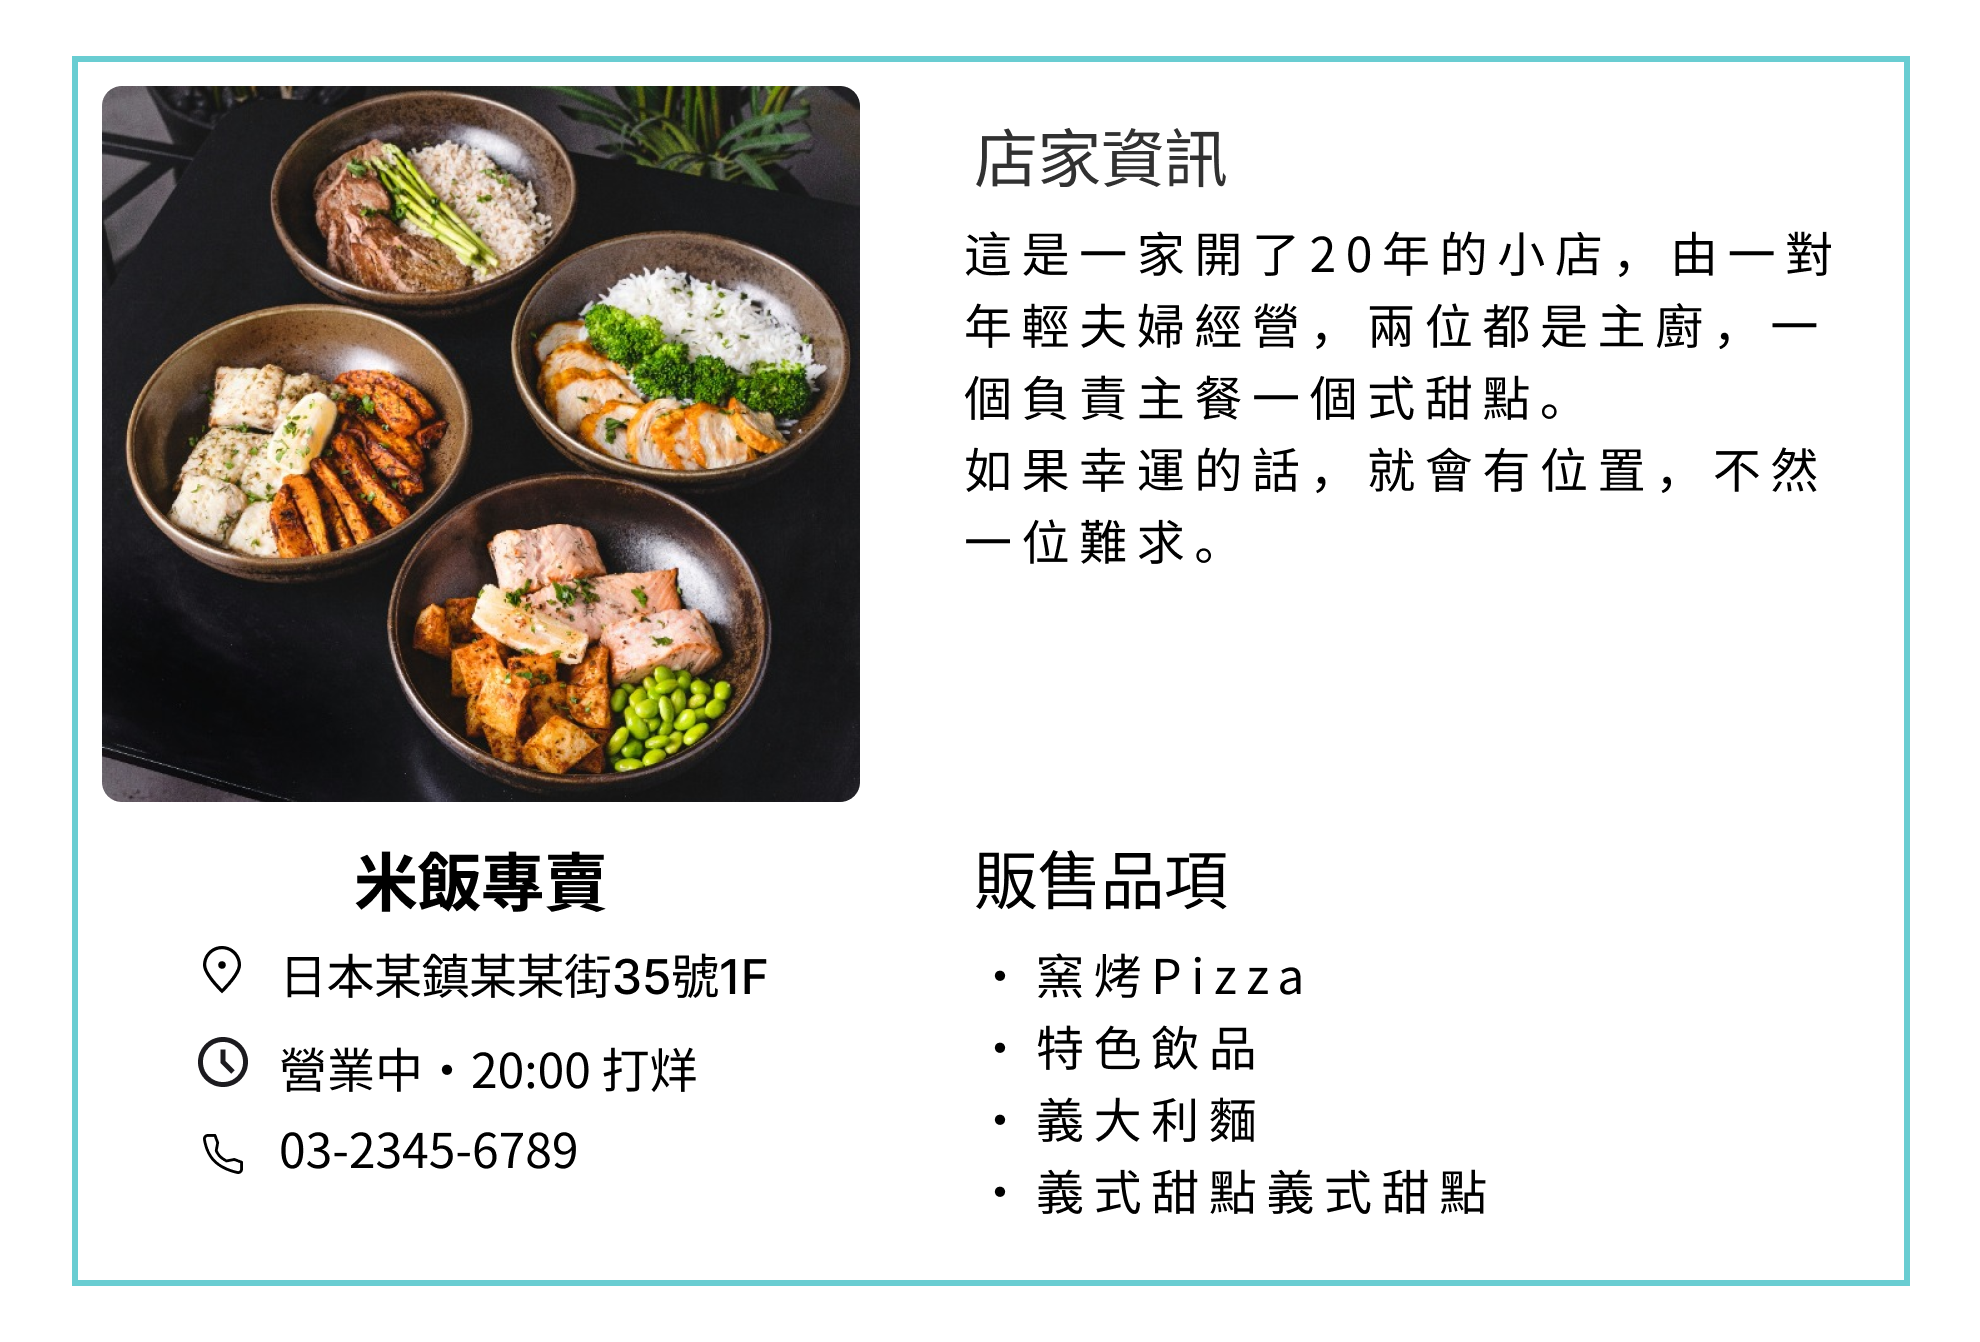 店家資訊
這是一家開了20年的小店，由一對
年輕夫婦經營，兩位都是主廚，一
個負責主餐一個式甜點。
如果幸運的話，就會有位置，不然
一位難求。
米飯專賣
日本某鎮某某街35號1F
營業中・20:00 打烊
03-2345-6789
販售品項
・窯烤Pizza
・特色飲品
・義大利麵
・義式甜點義式甜點